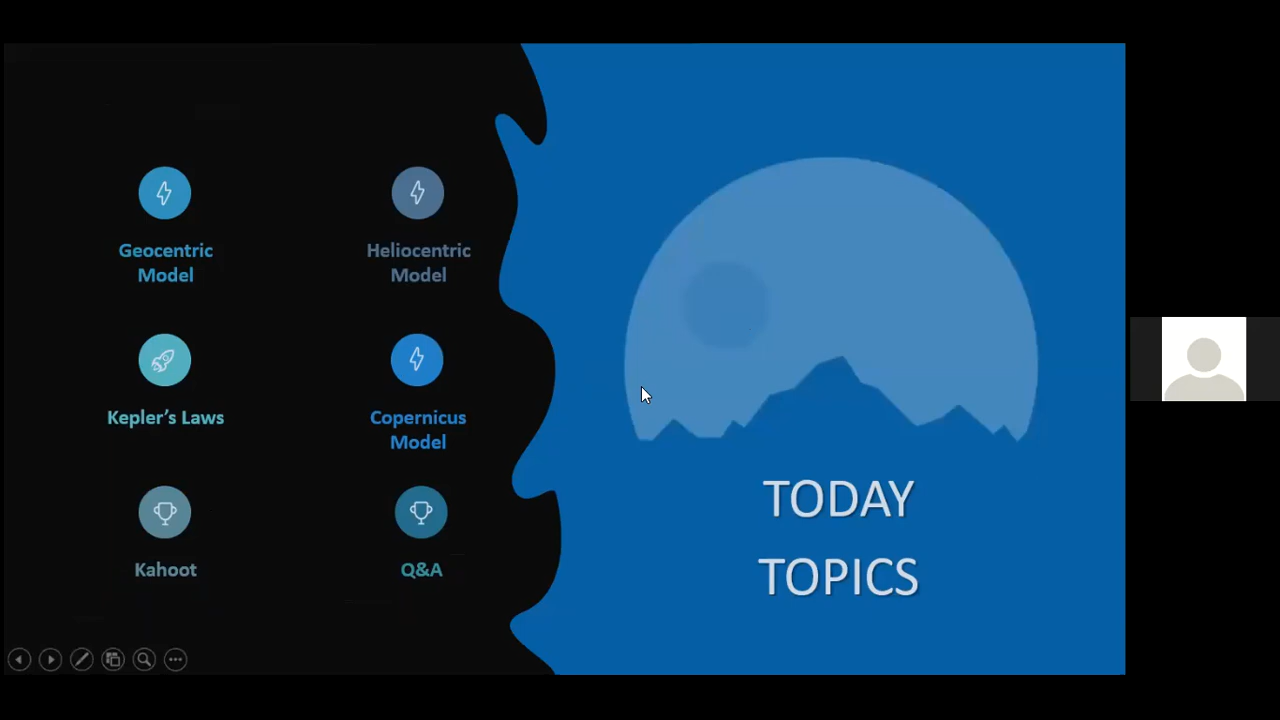 Geocentric
Model
Heliocentric
Model
Kepler's Laws
Copernicus
Model
Kahoot
Q&A
TODAY
TOPICS